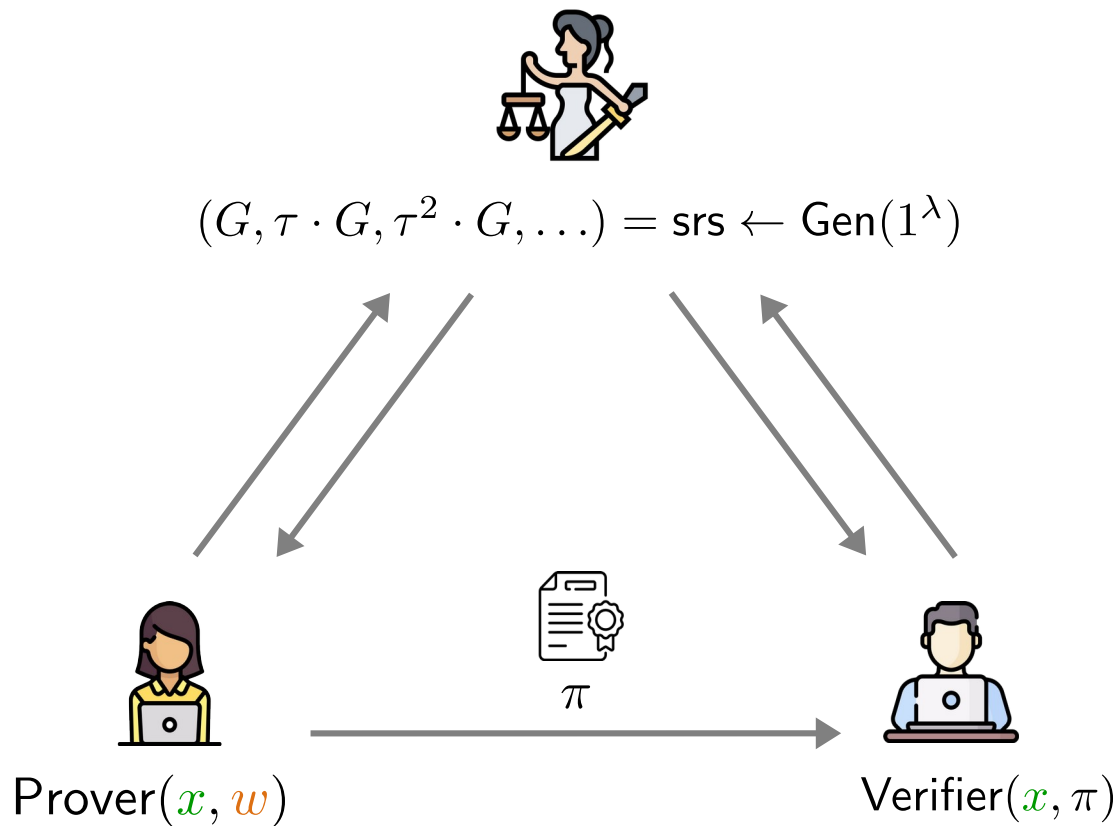 (G, τ · G, τ² · G, . . .) = srs ← Gen(1^λ)
π
Prover(x, w)
Verifier(x, π)